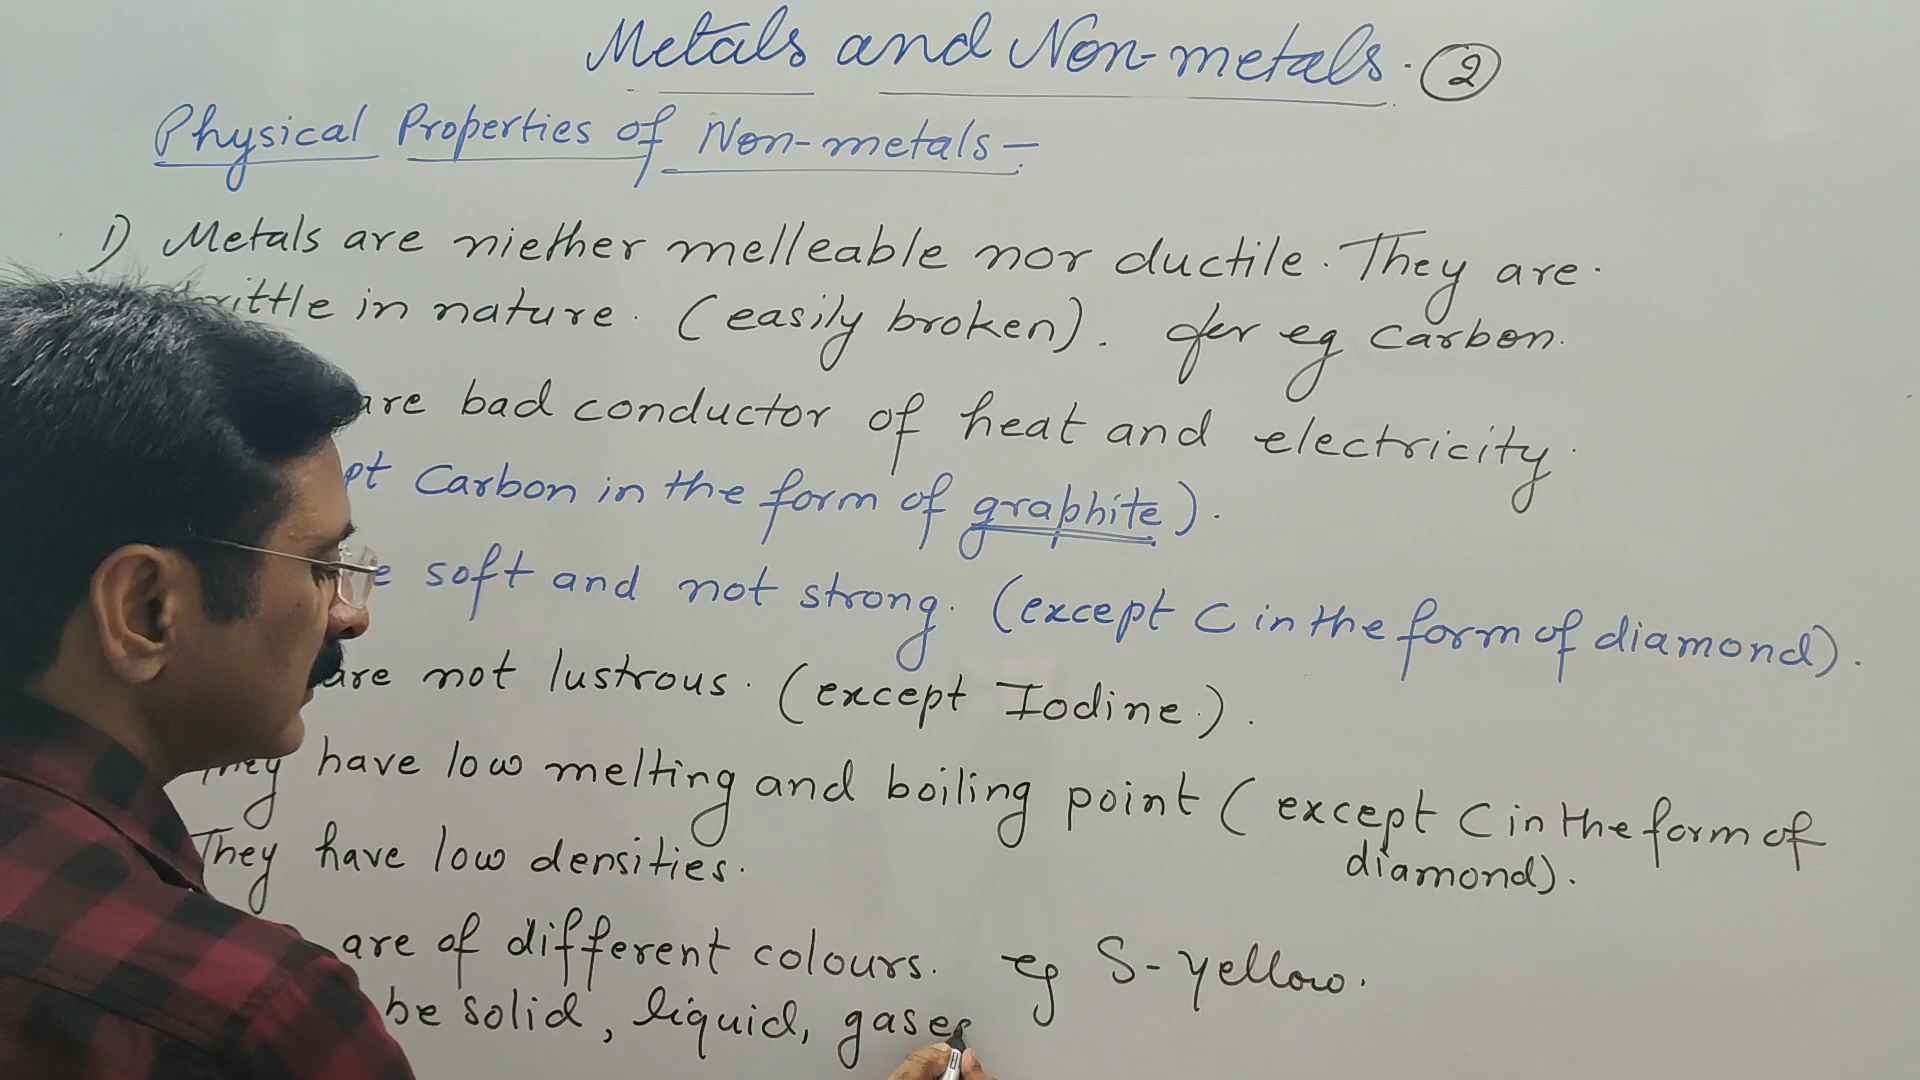 Metals and Non-metals. 2
Physical Properties of Non-metals-
1) Metals are niether melleable nor ductile. They are.
brittle in nature. (easily broken). for eg Carbon.
are bad conductor of heat and electricity.
pt Carbon in the form of graphite).
e soft and not strong. (except C in the form of diamond).
are not lustrous. (except Iodine.).
They have low melting and boiling point (except C in the form of
diamond).
They have low densities.
are of different colours. eg S-yellow.
be solid, liquid, gases